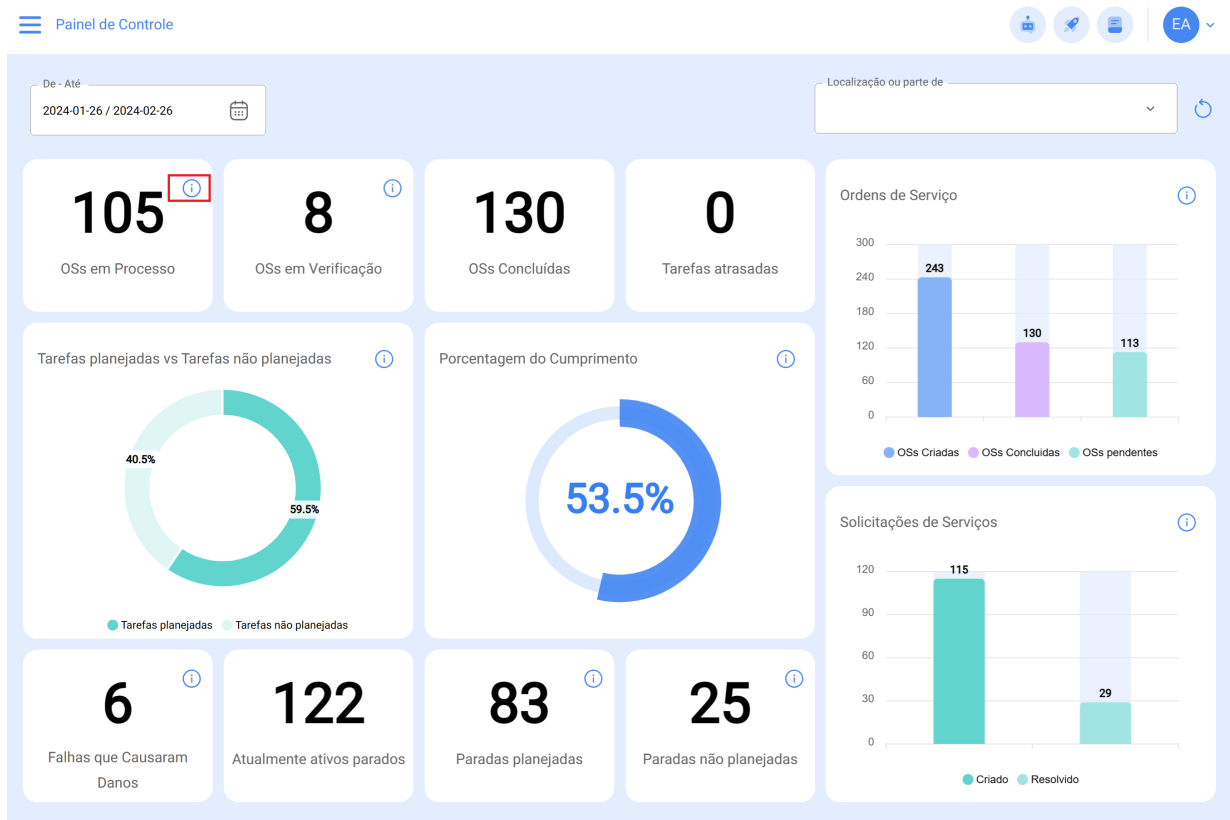 Painel de Controle
EA
De - Até
2024-01-26 / 2024-02-26
Localização ou parte de
105
OSs em Processo
8
OSs em Verificação
130
OSs Concluídas
0
Tarefas atrasadas
Ordens de Serviço
300
240
180
120
60
0
243
130
113
OSs Criadas
OSs Concluidas
OSs pendentes
Tarefas planejadas vs Tarefas não planejadas
40.5%
59.5%
Tarefas planejadas
Tarefas não planejadas
Porcentagem do Cumprimento
53.5%
Solicitações de Serviços
120
90
60
30
0
115
29
Criado
Resolvido
6
Falhas que Causaram
Danos
122
Atualmente ativos parados
83
Paradas planejadas
25
Paradas não planejadas